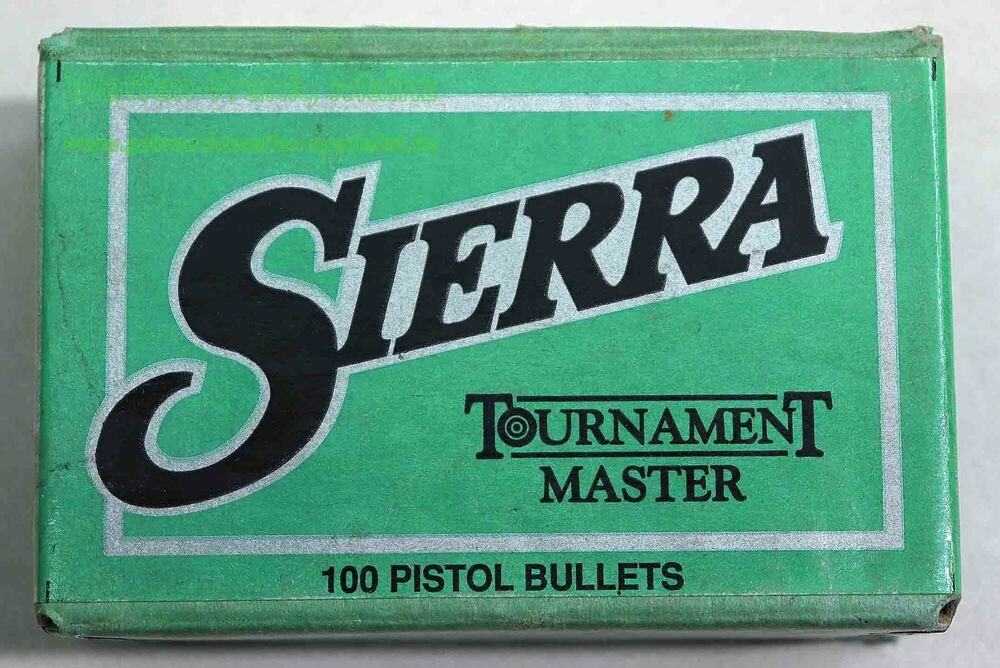 SIERRA
TOURNAMENT
MASTER
100 PISTOL BULLETS